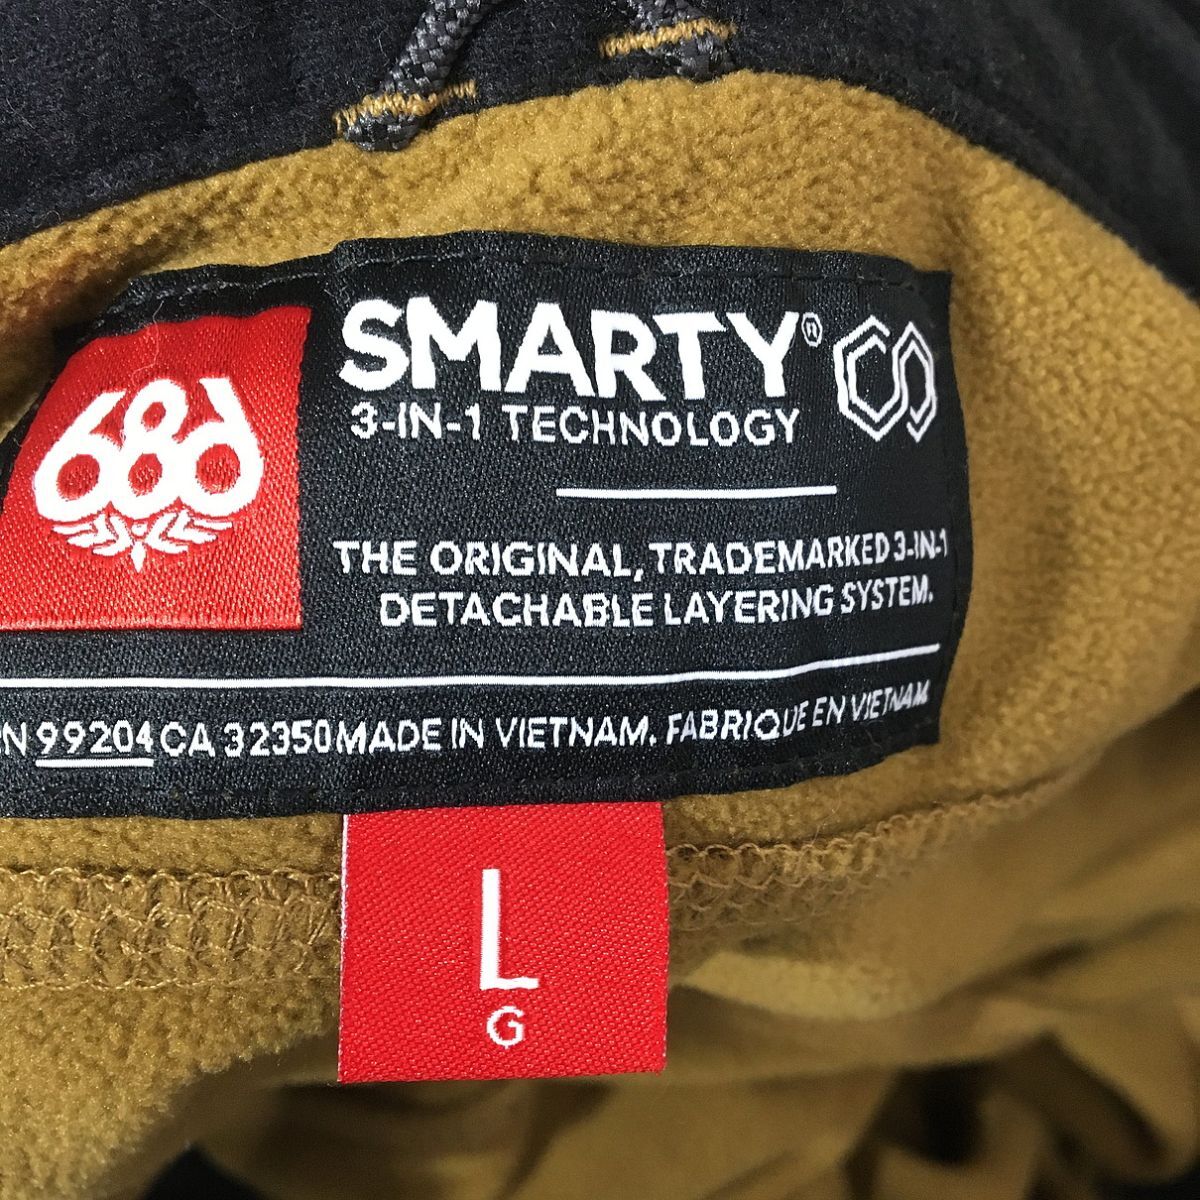 686
SMARTY®
3-IN-1 TECHNOLOGY
THE ORIGINAL, TRADEMARKED 3-IN-1
DETACHABLE LAYERING SYSTEM.
N 99204 CA 32350 MADE IN VIETNAM. FABRIQUE EN VIETNAM.
L
G